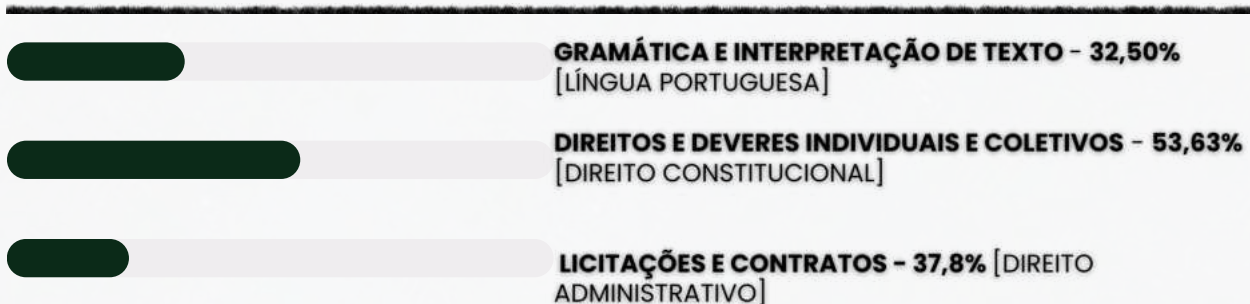 GRAMÁTICA E INTERPRETAÇÃO DE TEXTO - 32,50%
[LÍNGUA PORTUGUESA]
DIREITOS E DEVERES INDIVIDUAIS E COLETIVOS - 53,63%
[DIREITO CONSTITUCIONAL]
LICITAÇÕES E CONTRATOS - 37,8% [DIREITO
ADMINISTRATIVO]